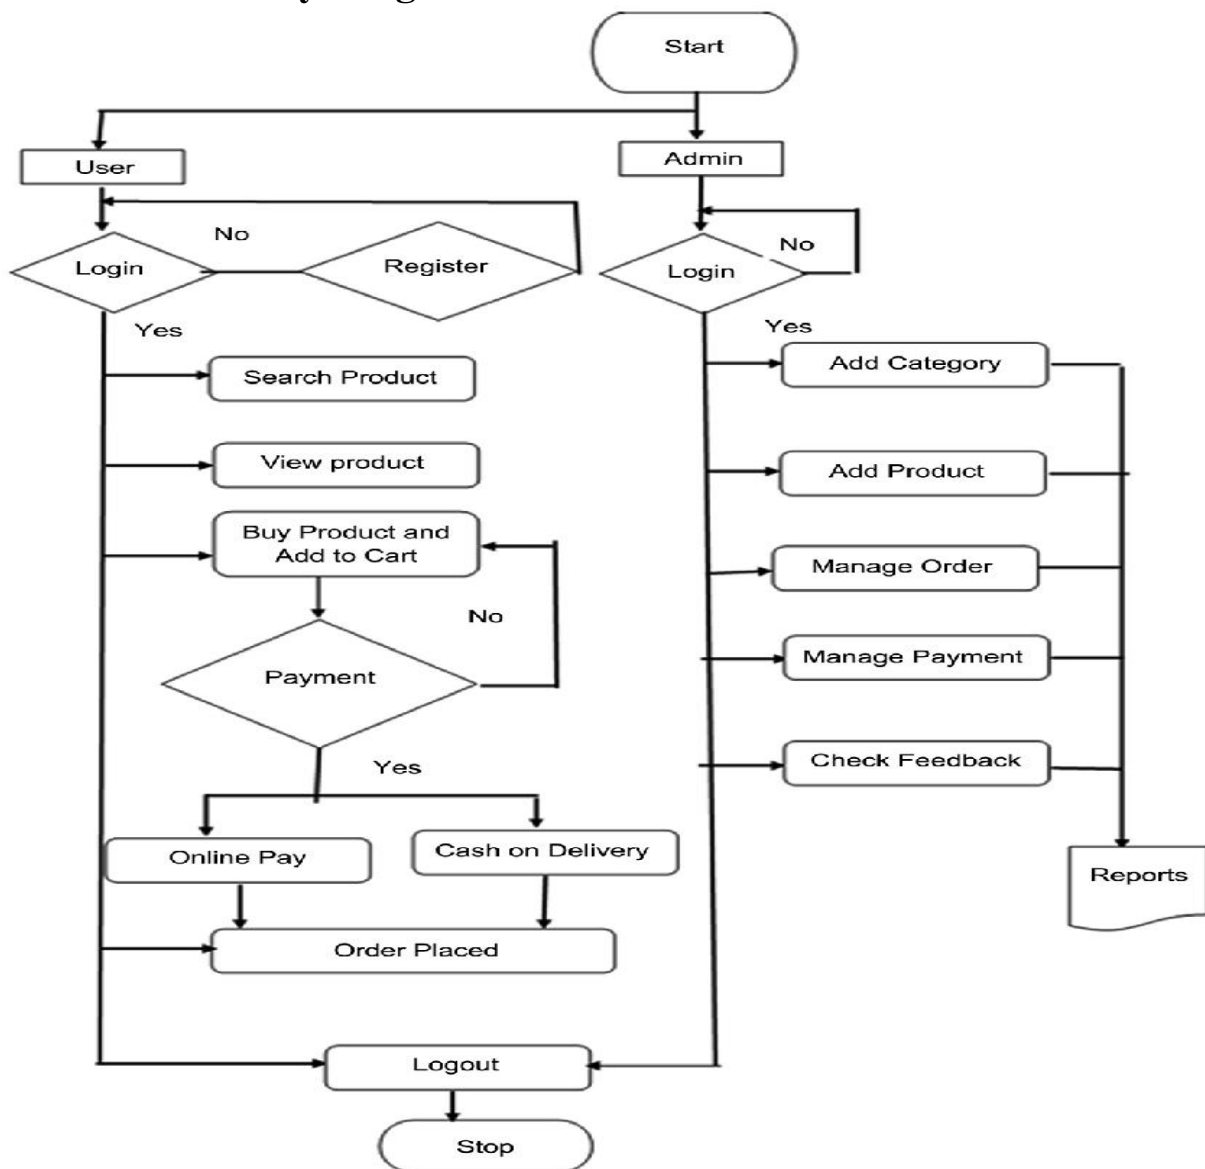 Start
User
Admin
No
Login
Register
No
Login
Yes
Yes
Search Product
Add Category
View product
Add Product
Buy Product and
Add to Cart
Manage Order
No
Payment
Manage Payment
Yes
Check Feedback
Online Pay
Cash on Delivery
Reports
Order Placed
Logout
Stop